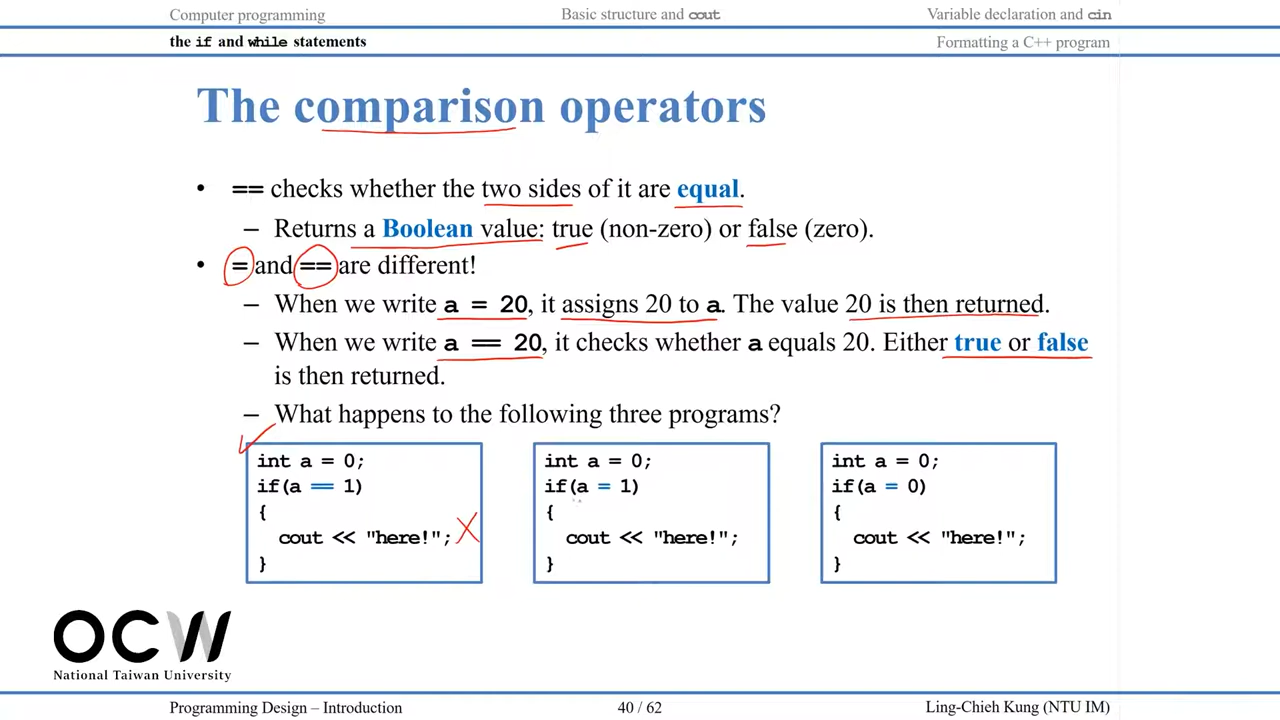 Computer programming
Basic structure and cout
Variable declaration and cin
the if and while statements
Formatting a C++ program
The comparison operators
• == checks whether the two sides of it are equal.
– Returns a Boolean value: true (non-zero) or false (zero).
• = and == are different!
– When we write a = 20, it assigns 20 to a. The value 20 is then returned.
– When we write a == 20, it checks whether a equals 20. Either true or false
is then returned.
– What happens to the following three programs?
int a = 0;
if(a == 1)
{
cout << "here!";
}
int a = 0;
if(a = 1)
{
cout << "here!";
}
int a = 0;
if(a = 0)
{
cout << "here!";
}
OCW
National Taiwan University
Programming Design – Introduction
40 / 62
Ling-Chieh Kung (NTU IM)